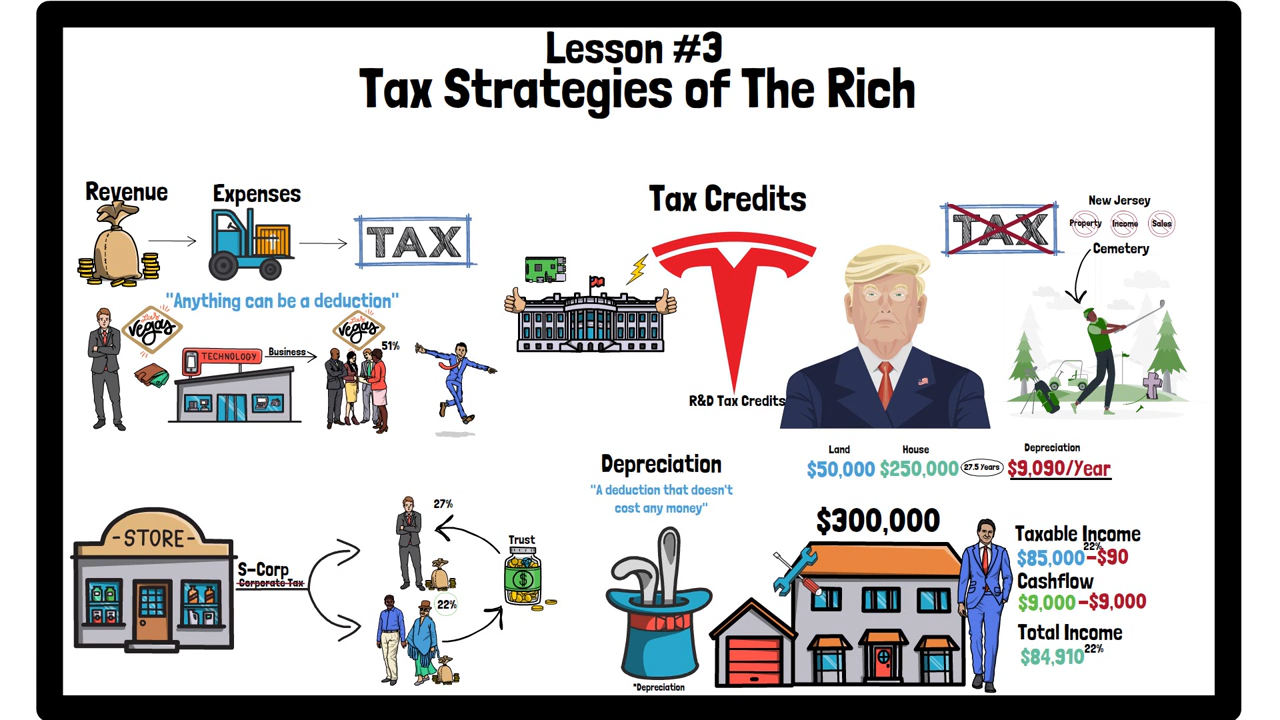 Lesson #3
Tax Strategies of The Rich
Revenue
Expenses
TAX
"Anything can be a deduction"
Las
Vegas
TECHNOLOGY
Business
Las
Vegas
51%
Tax Credits
R&D Tax Credits
TAX
New Jersey
Property
Income
Sales
Cemetery
-STORE-
S-Corp
Corporate Tax
27%
22%
Trust
$
Depreciation
"A deduction that doesn't
cost any money"
*Depreciation
Land
House
Depreciation
$50,000
$250,000
27.5 Years
$9,090/Year
$300,000
Taxable Income
$85,000
22%
-$90
Cashflow
$9,000 -$9,000
Total Income
$84,910
22%